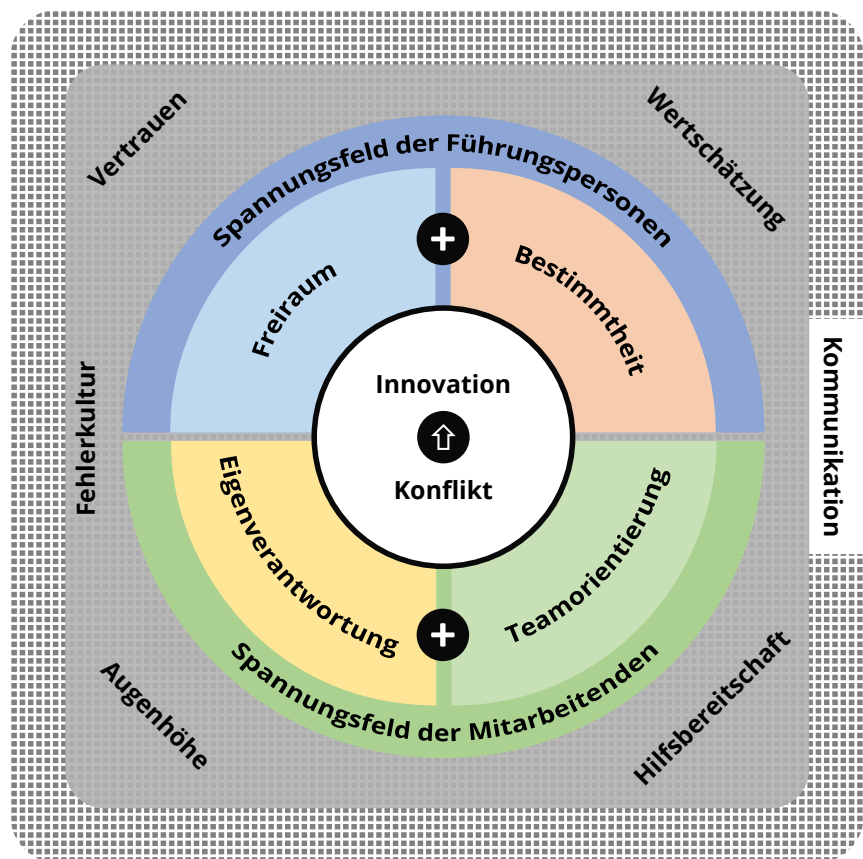 Vertrauen
Wertschätzung
Spannungsfeld der Führungspersonen
Freiraum
Bestimmtheit
Innovation
Konflikt
Fehlerkultur
Kommunikation
Eigenverantwortung
Teamorientierung
Spannungsfeld der Mitarbeitenden
Augenhöhe
Hilfsbereitschaft